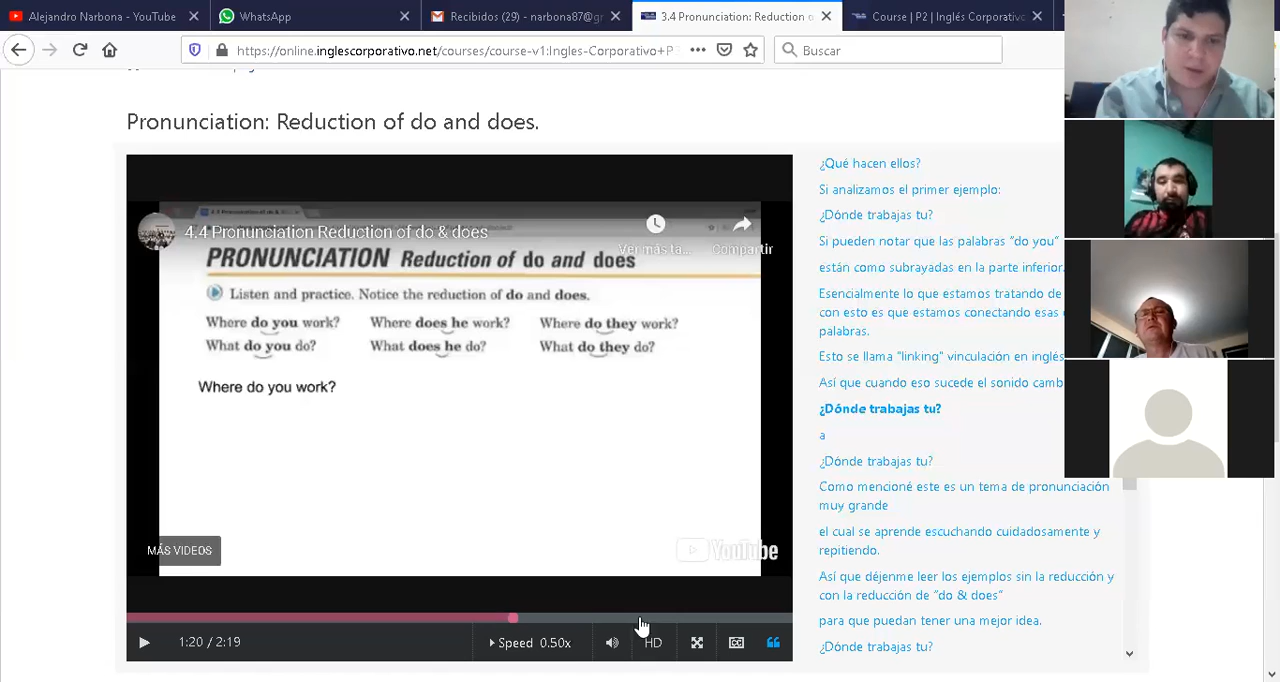 Alejandro Narbona - YouTube
WhatsApp
Recibidos (29) - narbona87@gr
3.4 Pronunciation: Reduction o
Course | P2 | Inglés Corporativo
https://online.inglescorporativo.net/courses/course-v1:Ingles-Corporativo+P
Buscar
Pronunciation: Reduction of do and does.
4.4 Pronunciation Reduction of do & does
Ver más ta...
Compartir
PRONUNCIATION Reduction of do and does
Listen and practice. Notice the reduction of do and does.
Where do you work? Where does he work? Where do they work?
What do you do? What does he do? What do they do?
Where do you work?
MÁS VIDEOS
YouTube
1:20 / 2:19
Speed 0.50x
HD
¿Qué hacen ellos?
Si analizamos el primer ejemplo:
¿Dónde trabajas tu?
Si pueden notar que las palabras “do you”
están como subrayadas en la parte inferior.
Esencialmente lo que estamos tratando de
con esto es que estamos conectando esas
palabras.
Esto se llama "linking" vinculación en inglés
Así que cuando eso sucede el sonido camb
¿Dónde trabajas tu?
a
¿Dónde trabajas tu?
Como mencioné este es un tema de pronunciación
muy grande
el cual se aprende escuchando cuidadosamente y
repitiendo.
Así que déjenme leer los ejemplos sin la reducción y
con la reducción de “do & does”
para que puedan tener una mejor idea.
¿Dónde trabajas tu?